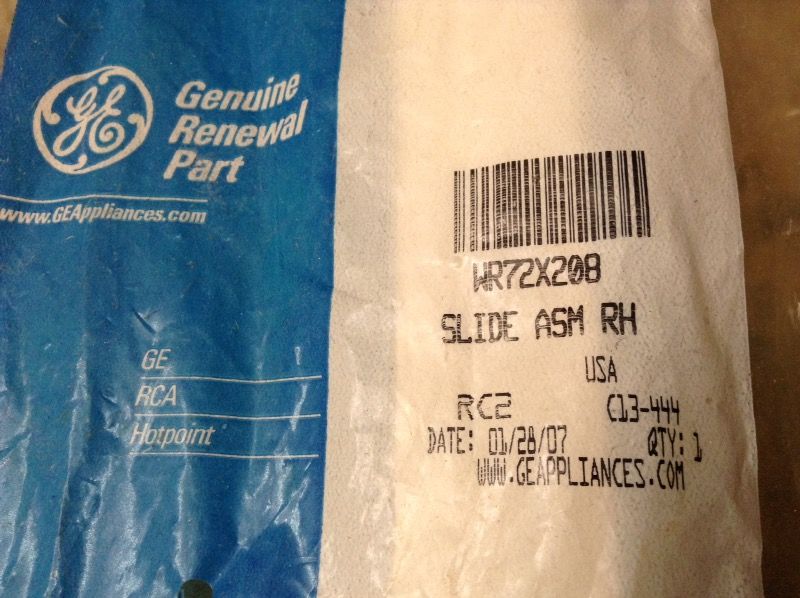 GE
Genuine
Renewal
Part
www.GEAppliances.com
GE
RCA
Hotpoint
WR72X208
SLIDE ASM RH
USA
RC2 C13-444
DATE: 01/28/07 QTY: 1
WWW.GEAPPLIANCES.COM